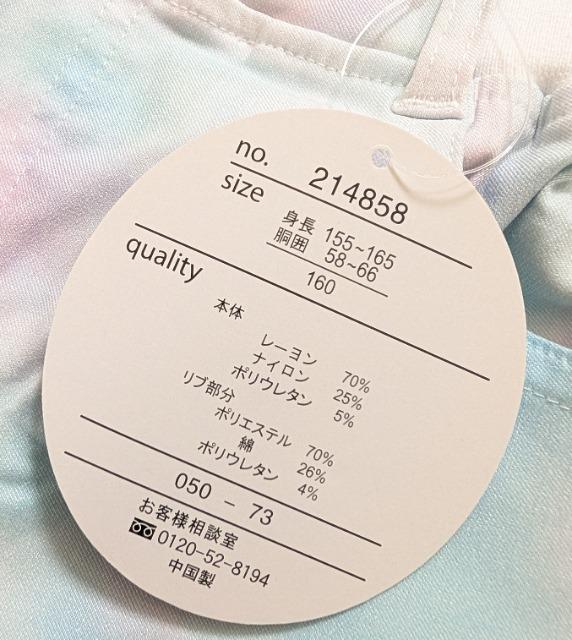 no. 214858
size
身長 155~165
胴囲 58~66
160
quality
本体
レーヨン 70%
ナイロン 25%
ポリウレタン 5%
リブ部分
ポリエステル 70%
綿 26%
ポリウレタン 4%
050 - 73
お客様相談室
0120-52-8194
中国製